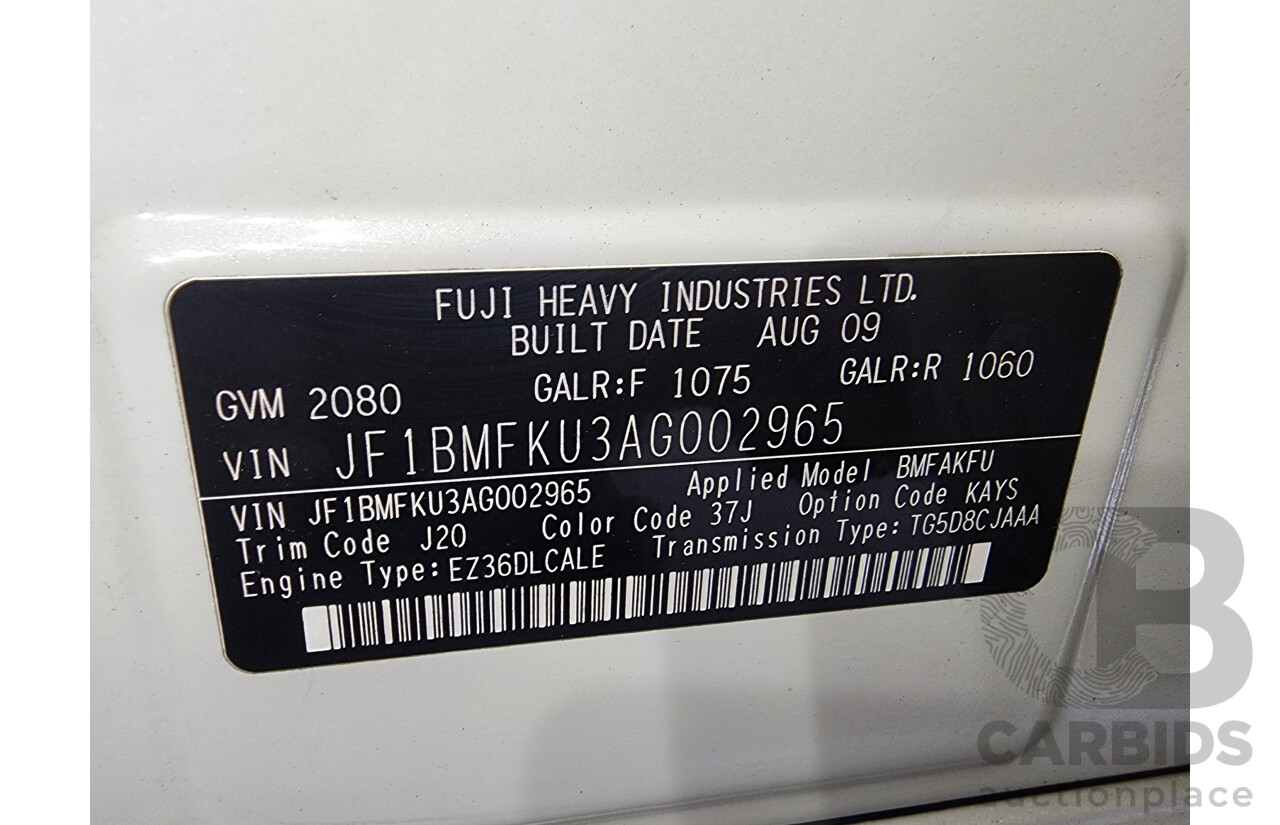 FUJI HEAVY INDUSTRIES LTD.
BUILT DATE AUG 09
GVM 2080 GALR:F 1075 GALR:R 1060
VIN JF1BMFKU3AG002965
VIN JF1BMFKU3AG002965 Applied Model BMFAKFU
Trim Code J20 Color Code 37J Option Code KAYS
Engine Type:EZ36DLCALE Transmission Type:TG5D8CJAAA
CB
CARBIDS
auctionplace